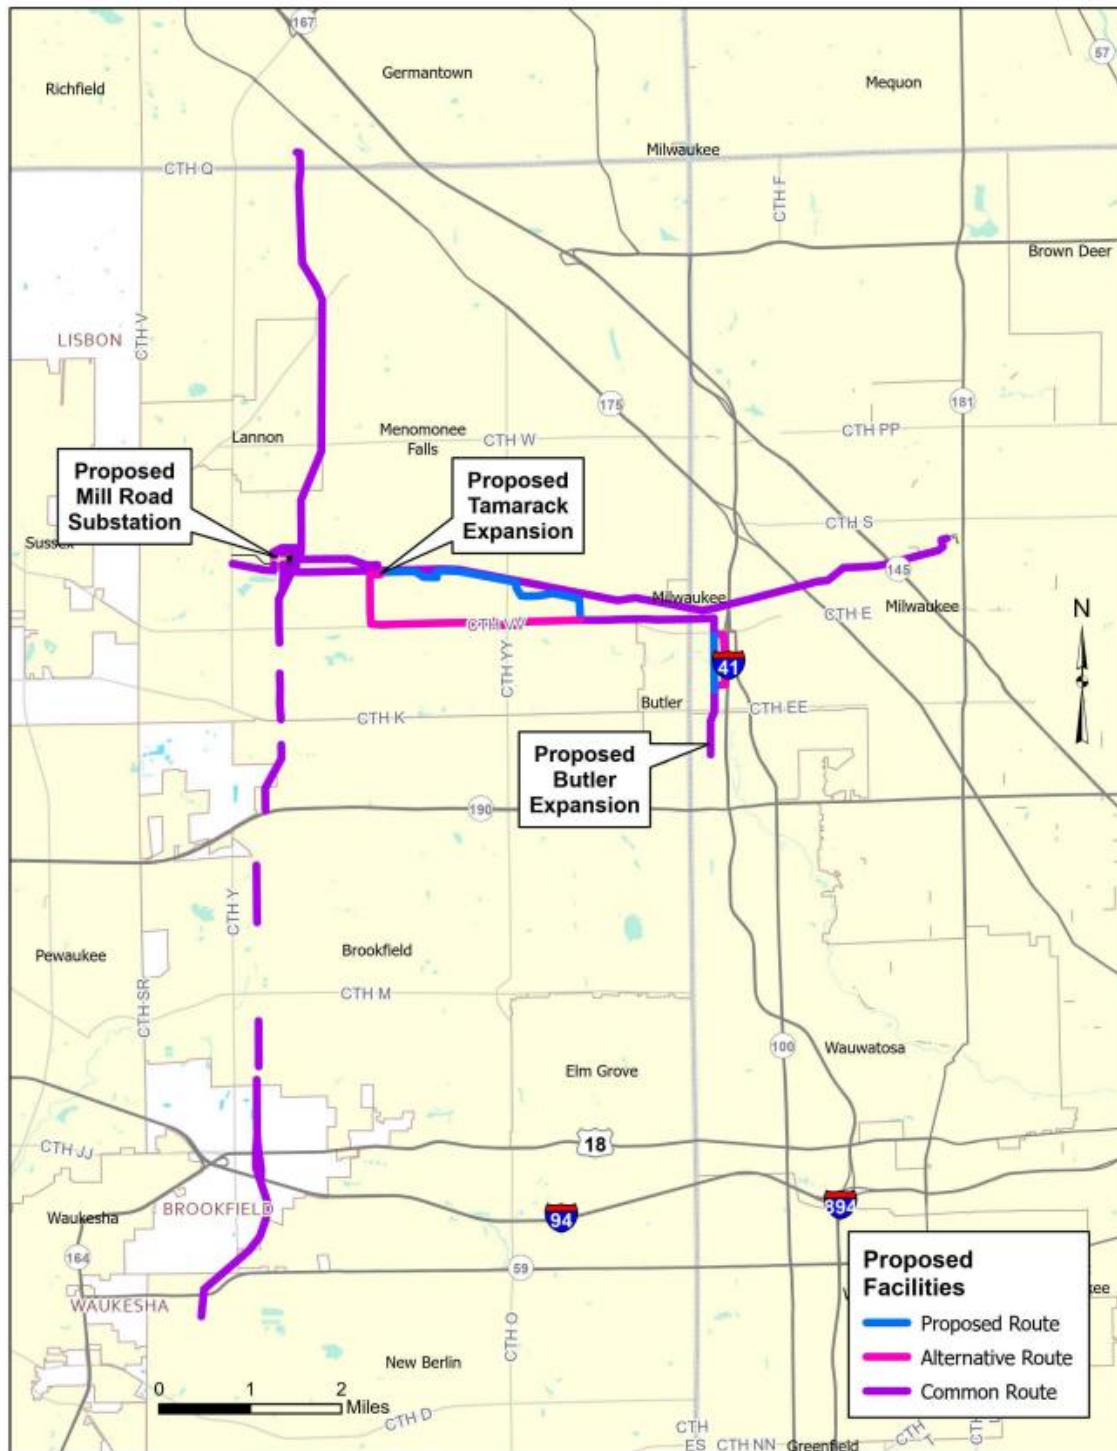 167
57
Germantown
Richfield
Mequon
Milwaukee
CTH Q
CTH F
Brown Deer
CTH V
LISBON
175
181
Lannon
Menomonee
Falls
CTH W
CTH PP
Proposed
Mill Road
Substation
Proposed
Tamarack
Expansion
CTH S
Sussex
145
Milwaukee
CTH E
Milwaukee
N
CTH VW
CTH YY
41
Butler
CTH EE
CTH K
Proposed
Butler
Expansion
190
CTH Y
Pewaukee
Brookfield
CTH M
CTH SR
100
Wauwatosa
Elm Grove
18
CTH JJ
BROOKFIELD
Waukesha
94
894
164
59
WAUKESHA
CTH O
New Berlin
0 1 2
Miles
CTH D
CTH
ES
CTH NN
Greenfield
CTH
T
CTH
Proposed
Facilities
Proposed Route
Alternative Route
Common Route